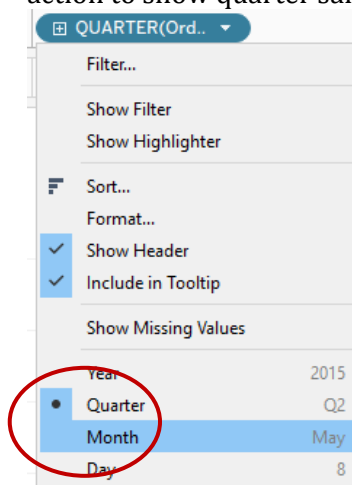 action to show quarter sal
QUARTER(Ord..
Filter...
Show Filter
Show Highlighter
Sort...
Format...
Show Header
Include in Tooltip
Show Missing Values
Year 2015
Quarter Q2
Month May
Day 8